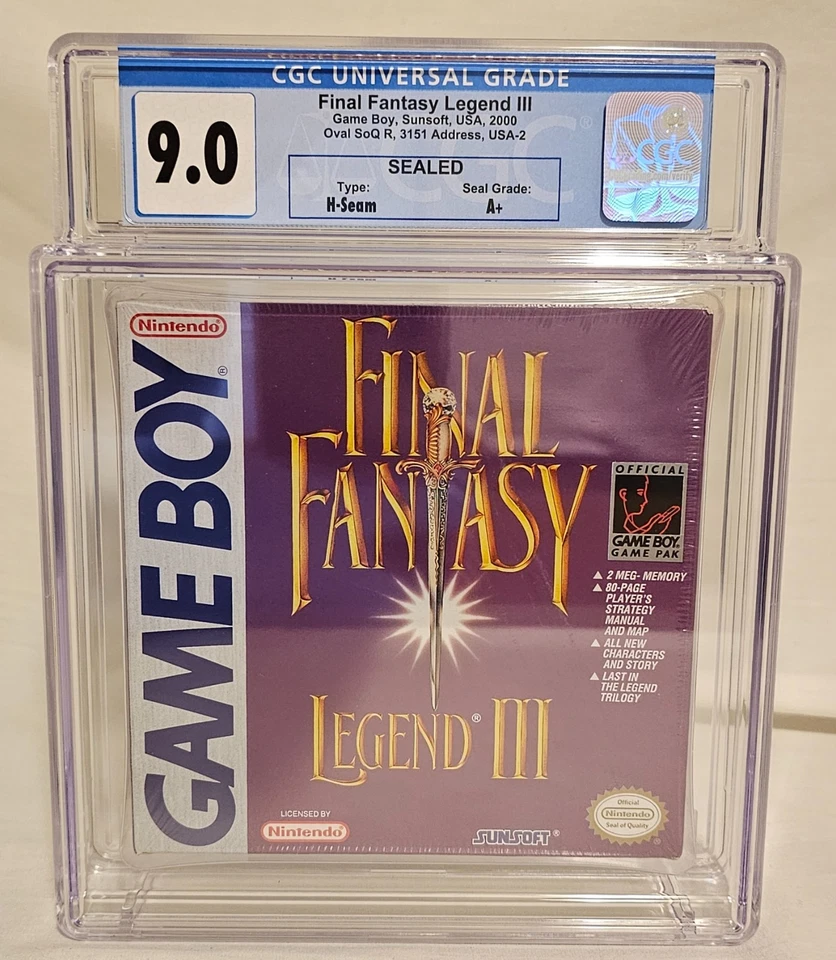 CGC UNIVERSAL GRADE
9.0
Final Fantasy Legend III
Game Boy, Sunsoft, USA, 2000
Oval SoQ R, 3151 Address, USA-2
SEALED
Type:
Seal Grade:
H-Seam
A+
CGC
Nintendo®
GAME BOY®
FINAL
FANTASY
LEGEND® III
OFFICIAL
GAME BOY
GAME PAK
▲ 2 MEG- MEMORY
▲ 80-PAGE
PLAYER'S
STRATEGY
MANUAL
AND MAP
▲ ALL NEW
CHARACTERS
AND STORY
▲ LAST IN
THE LEGEND
TRILOGY
LICENSED BY
Nintendo®
SUNSOFT®
Official
Nintendo
Seal of Quality